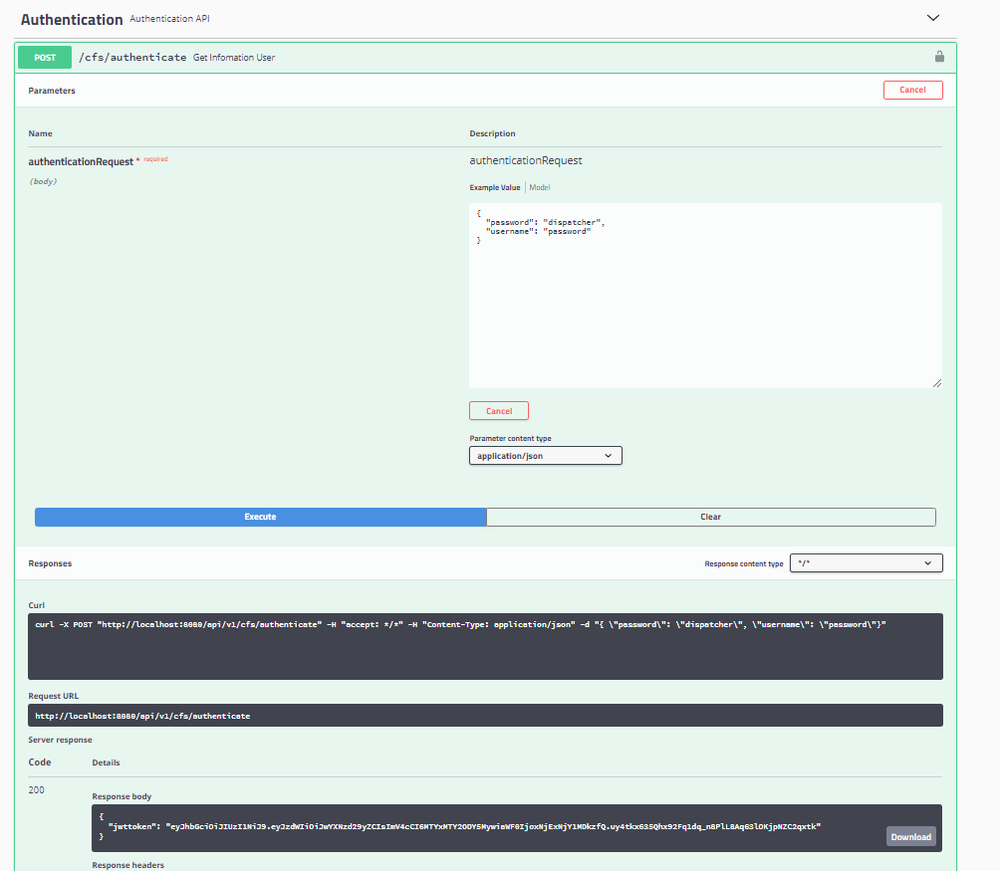 Authentication Authentication API
POST /cfs/authenticate Get Infomation User
Parameters Cancel
Name Description
authenticationRequest * required authenticationRequest
(body)
Example Value Model
{
"password": "dispatcher",
"username": "password"
}
Cancel
Parameter content type
application/json
Execute Clear
Responses Response content type */*
Curl
curl -X POST "http://localhost:8080/api/v1/cfs/authenticate" -H "accept: */*" -H "Content-Type: application/json" -d "{ \"password\": \"dispatcher\", \"username\": \"password\"}"
Request URL
http://localhost:8080/api/v1/cfs/authenticate
Server response
Code Details
200
Response body
{
"jwttoken":
}
Download
Response headers